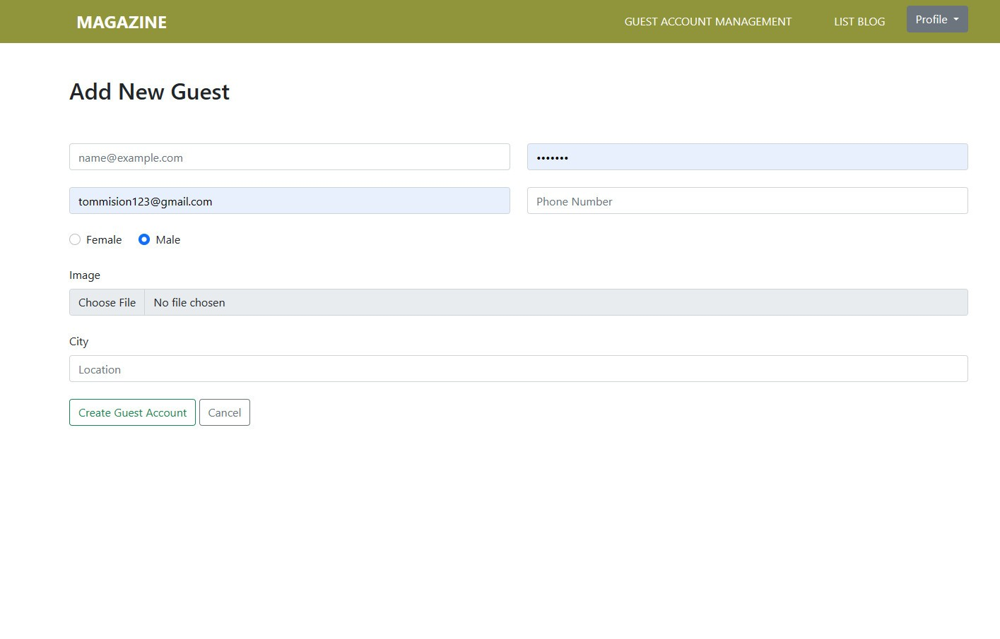 MAGAZINE
GUEST ACCOUNT MANAGEMENT
LIST BLOG
Profile
Add New Guest
name@example.com
•••••••
tommision123@gmail.com
Phone Number
Female
Male
Image
Choose File
No file chosen
City
Location
Create Guest Account
Cancel